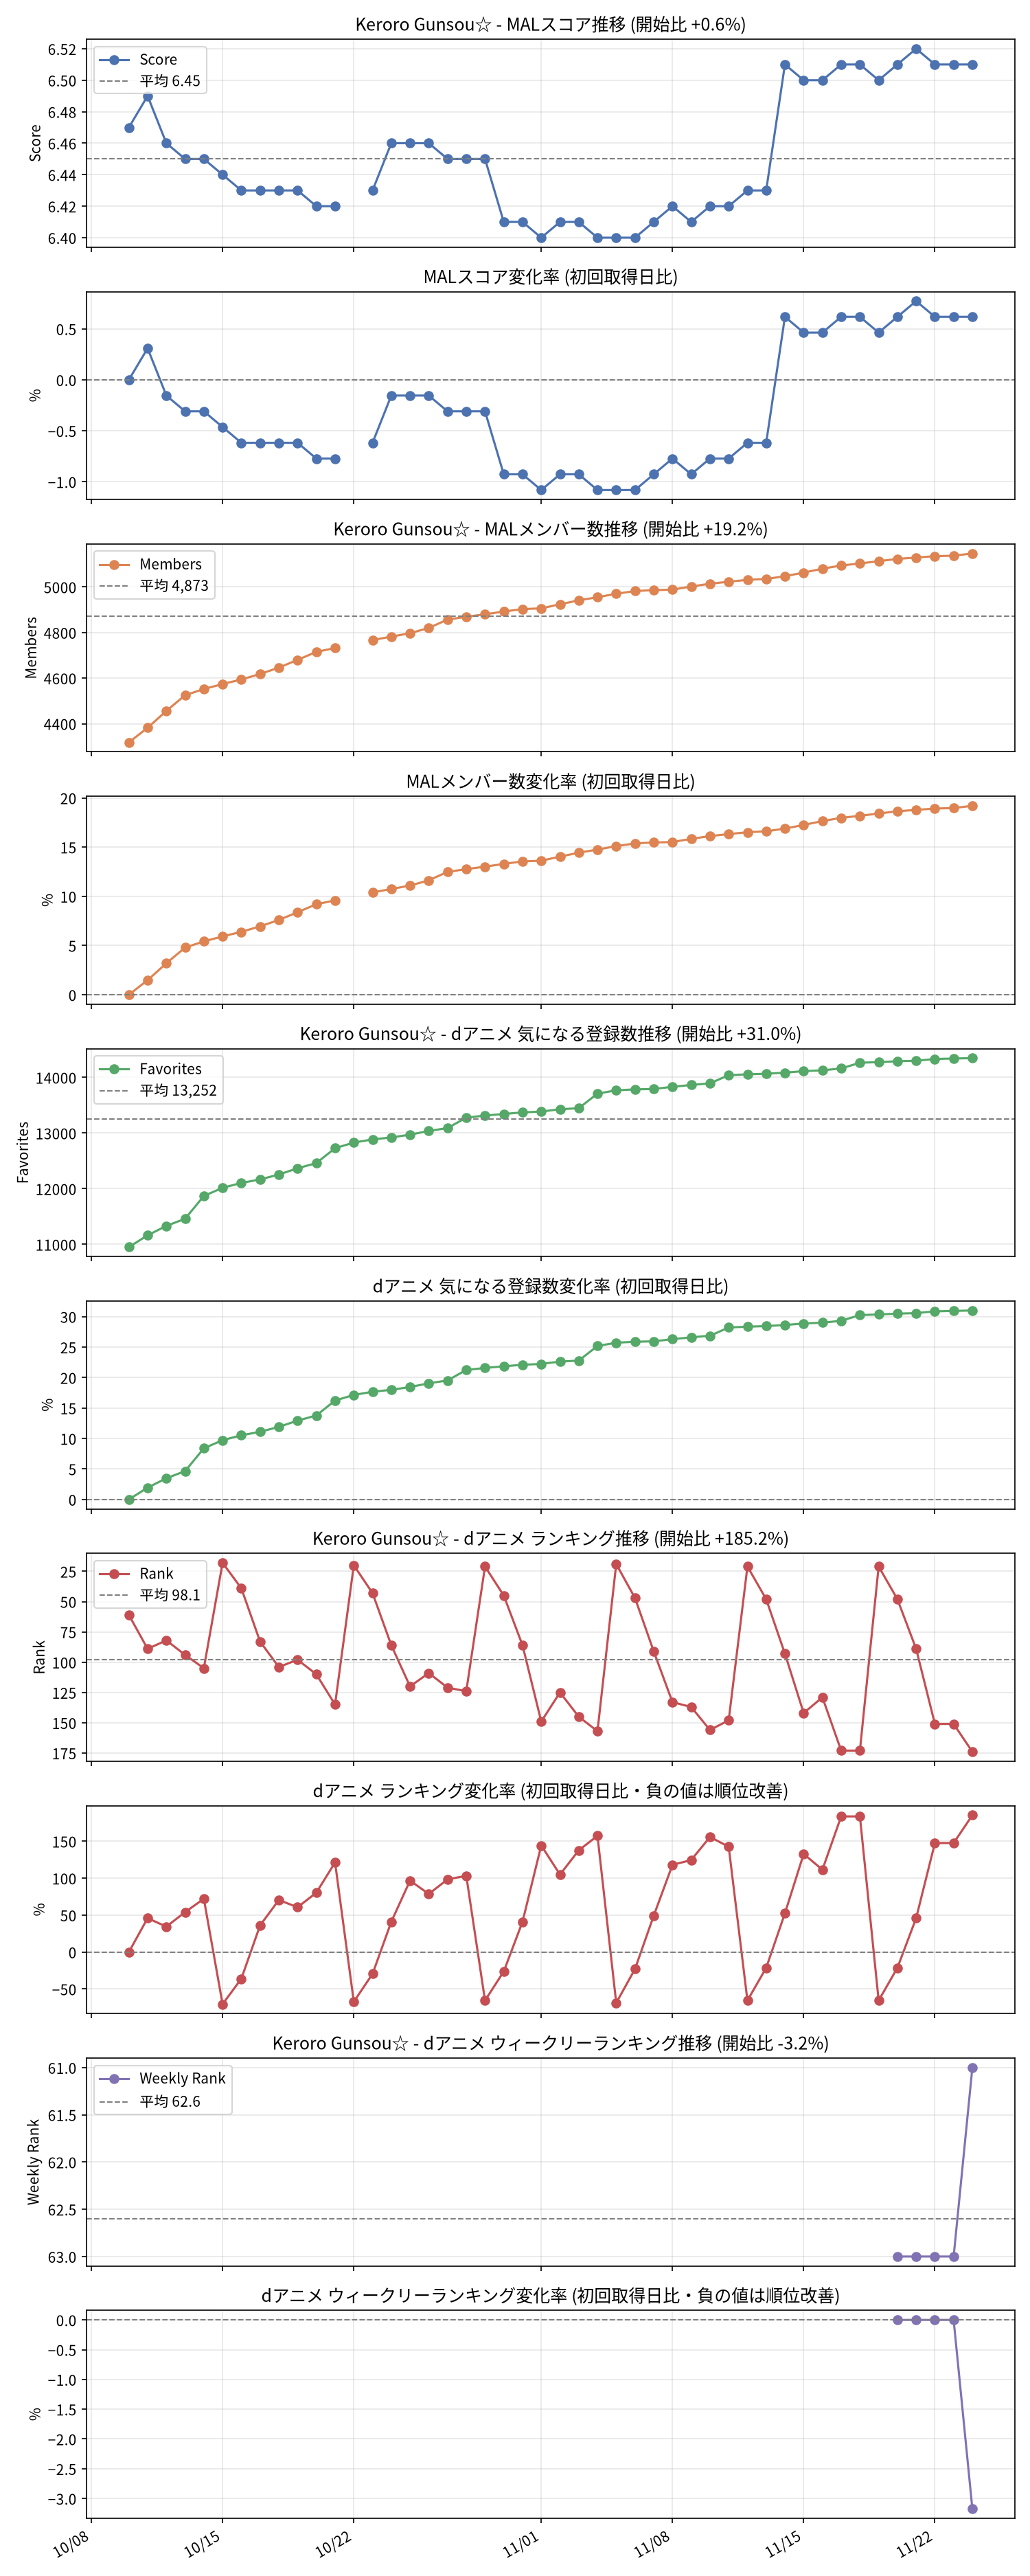 Keroro Gunsou☆ - MALスコア推移 (開始比 +0.6%)
Score
平均 6.45
6.52
6.50
6.48
6.46
6.44
6.42
6.40
Score
MALスコア変化率 (初回取得日比)
0.5
0.0
−0.5
−1.0
%
Keroro Gunsou☆ - MALメンバー数推移 (開始比 +19.2%)
Members
平均 4,873
5000
4800
4600
4400
Members
MALメンバー数変化率 (初回取得日比)
20
15
10
5
0
%
Keroro Gunsou☆ - dアニメ 気になる登録数推移 (開始比 +31.0%)
Favorites
平均 13,252
14000
13000
12000
11000
Favorites
dアニメ 気になる登録数変化率 (初回取得日比)
30
25
20
15
10
5
0
%
Keroro Gunsou☆ - dアニメ ランキング推移 (開始比 +185.2%)
Rank
平均 98.1
25
50
75
100
125
150
175
Rank
dアニメ ランキング変化率 (初回取得日比・負の値は順位改善)
150
100
50
0
−50
%
Keroro Gunsou☆ - dアニメ ウィークリーランキング推移 (開始比 -3.2%)
Weekly Rank
平均 62.6
61.0
61.5
62.0
62.5
63.0
Weekly Rank
dアニメ ウィークリーランキング変化率 (初回取得日比・負の値は順位改善)
0.0
−0.5
−1.0
−1.5
−2.0
−2.5
−3.0
%
10/08
10/15
10/22
11/01
11/08
11/15
11/22